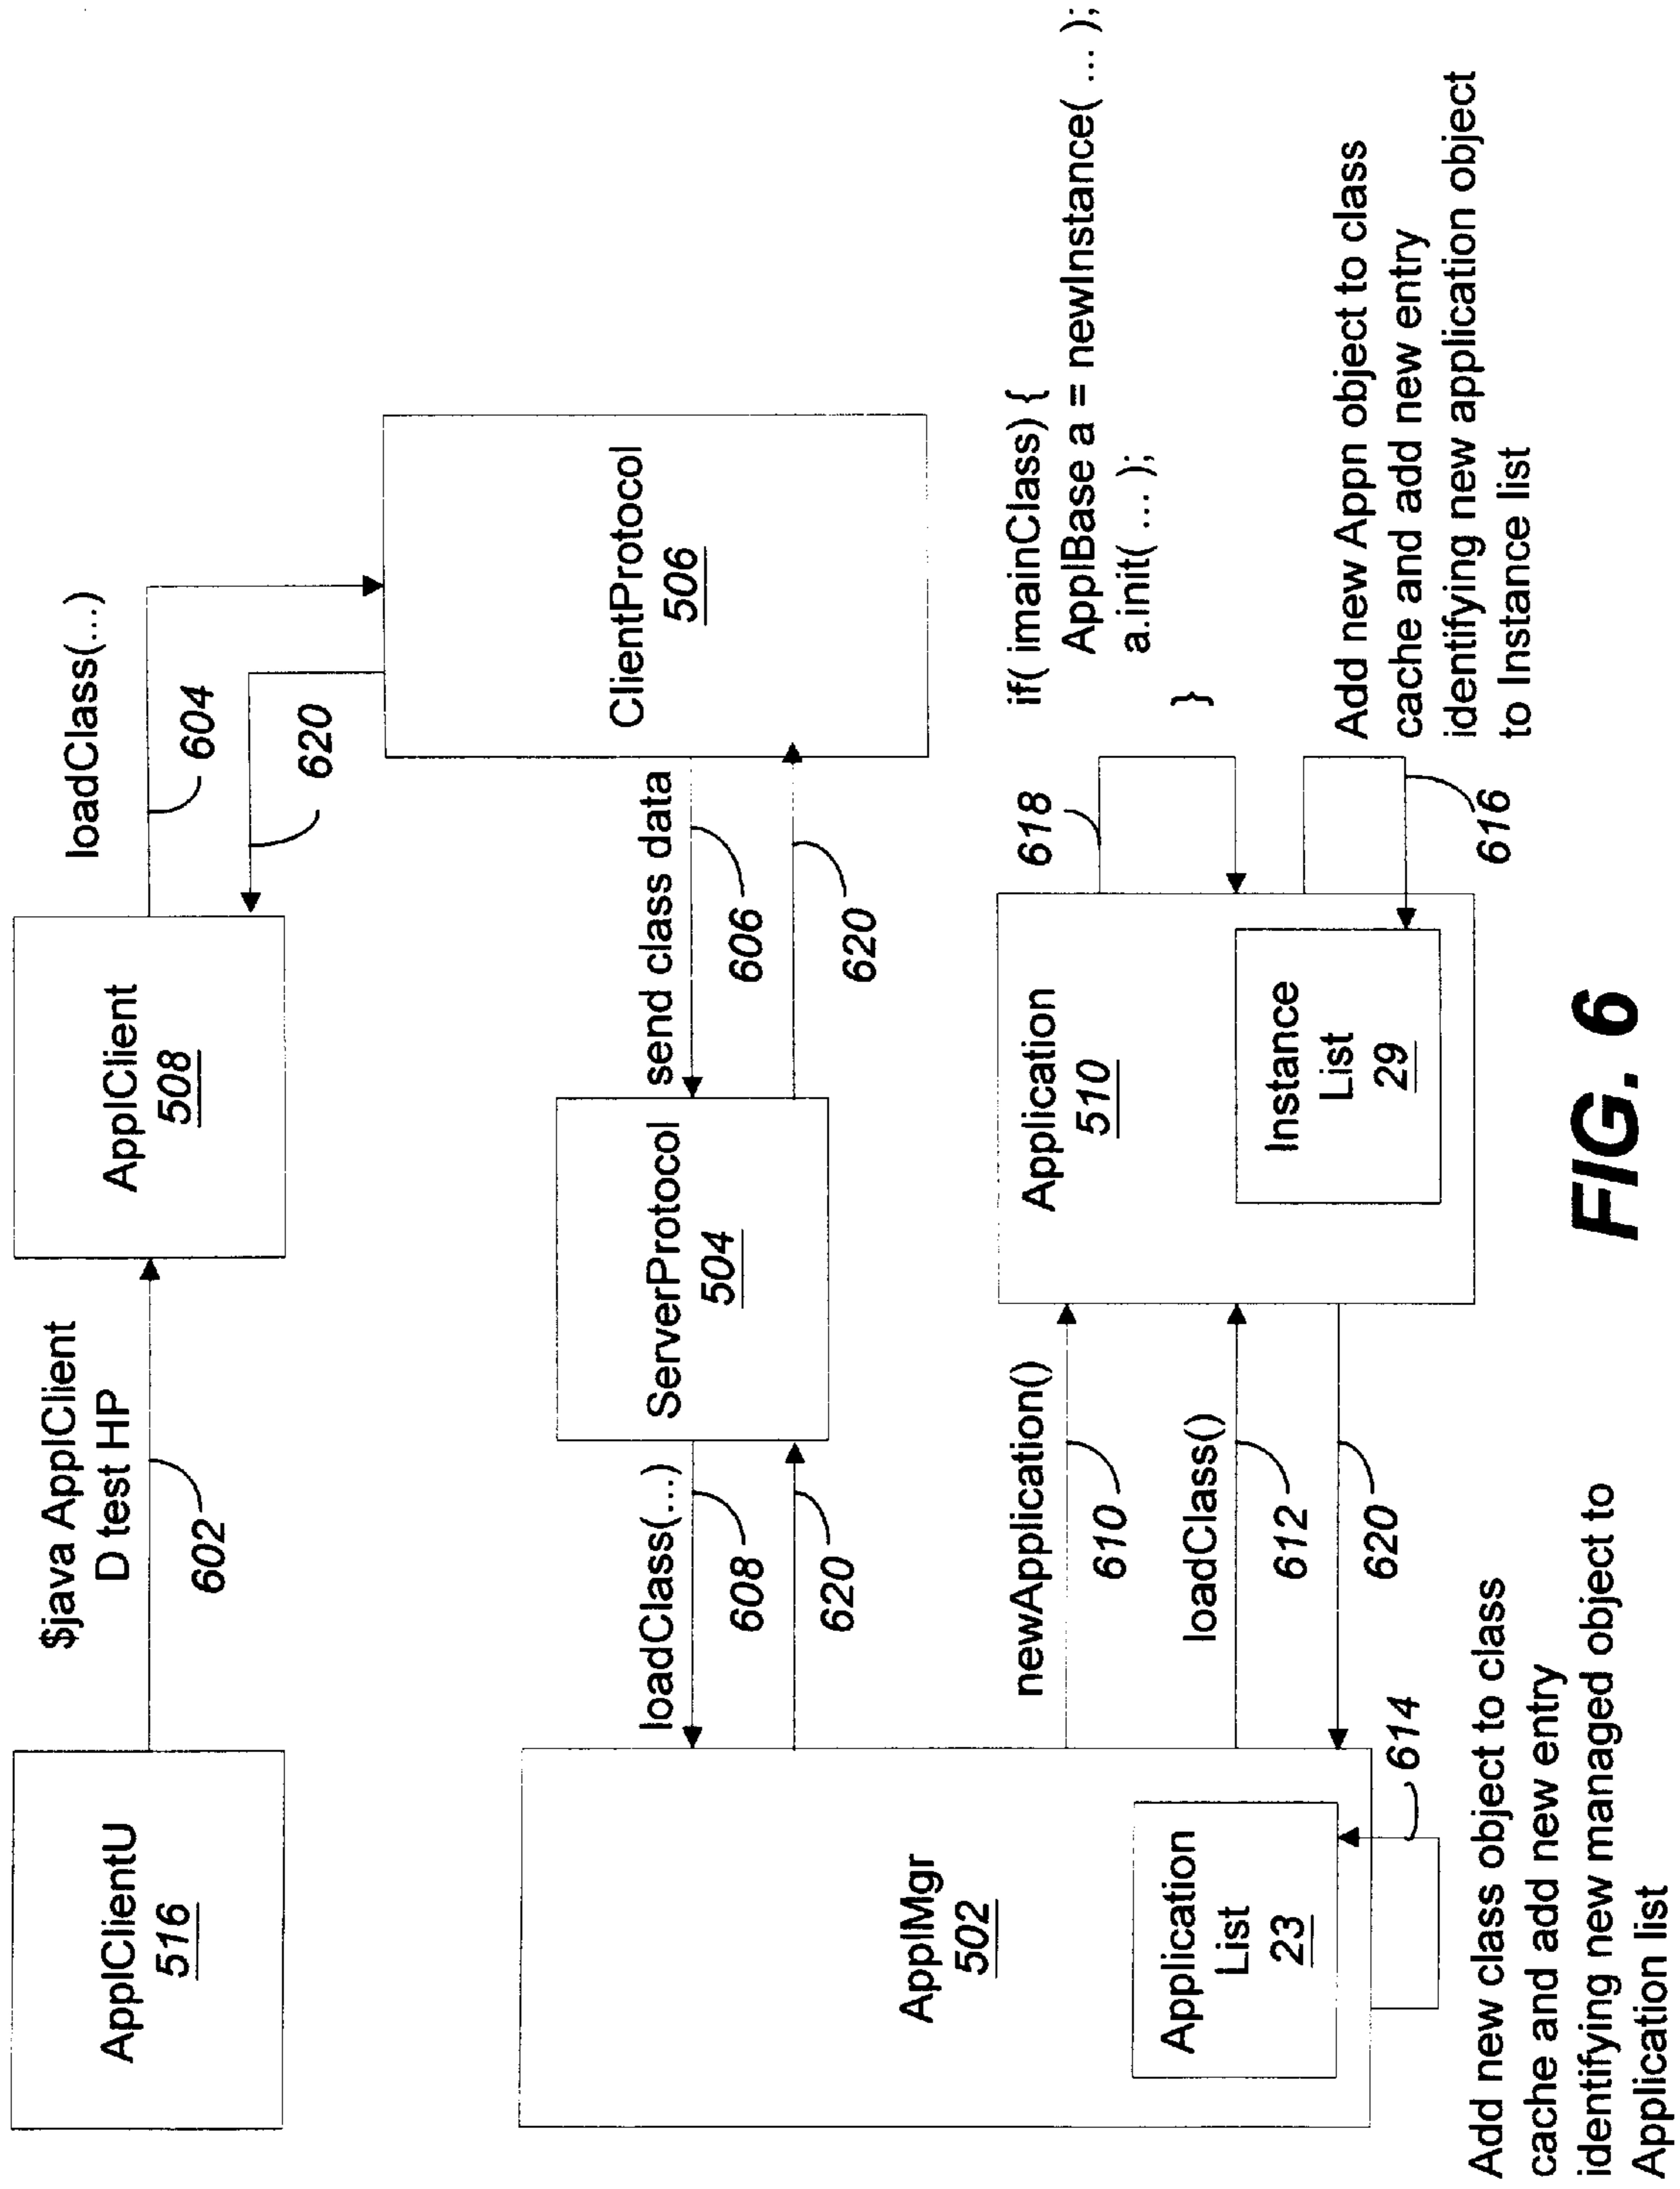 ApplClientU
516
$java ApplClient
D test HP
602
ApplClient
508
loadClass(...)
604
620
ClientProtocol
506
send class data
606
620
ServerProtocol
504
loadClass(...)
608
620
ApplMgr
502
Application
List
23
newApplication()
610
loadClass()
612
620
614
Add new class object to class
cache and add new entry
identifying new managed object to
Application list
Application
510
Instance
List
29
618
if( imainClass) {
ApplBase a = newInstance( ... );
a.init( ... );
}
616
Add new Appn object to class
cache and add new entry
identifying new application object
to Instance list
FIG. 6